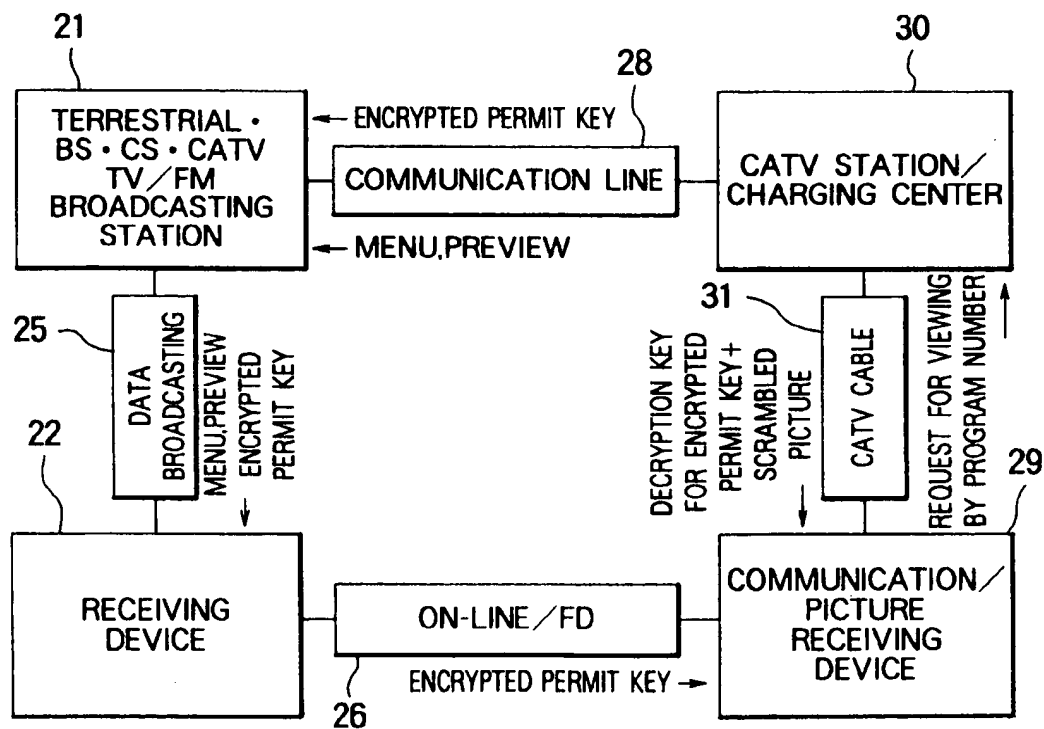 21
TERRESTRIAL・
BS・CS・CATV
TV/FM
BROADCASTING
STATION
← ENCRYPTED PERMIT KEY
28
COMMUNICATION LINE
← MENU,PREVIEW
30
CATV STATION/
CHARGING CENTER
25
DATA
BROADCASTING
MENU,PREVIEW
ENCRYPTED
PERMIT KEY
31
DECRYPTION KEY
FOR ENCRYPTED
PERMIT KEY+
SCRAMBLED
PICTURE
CATV CABLE
REQUEST FOR VIEWING
BY PROGRAM NUMBER
22
RECEIVING
DEVICE
ON-LINE/FD
26
ENCRYPTED PERMIT KEY →
29
COMMUNICATION/
PICTURE
RECEIVING
DEVICE